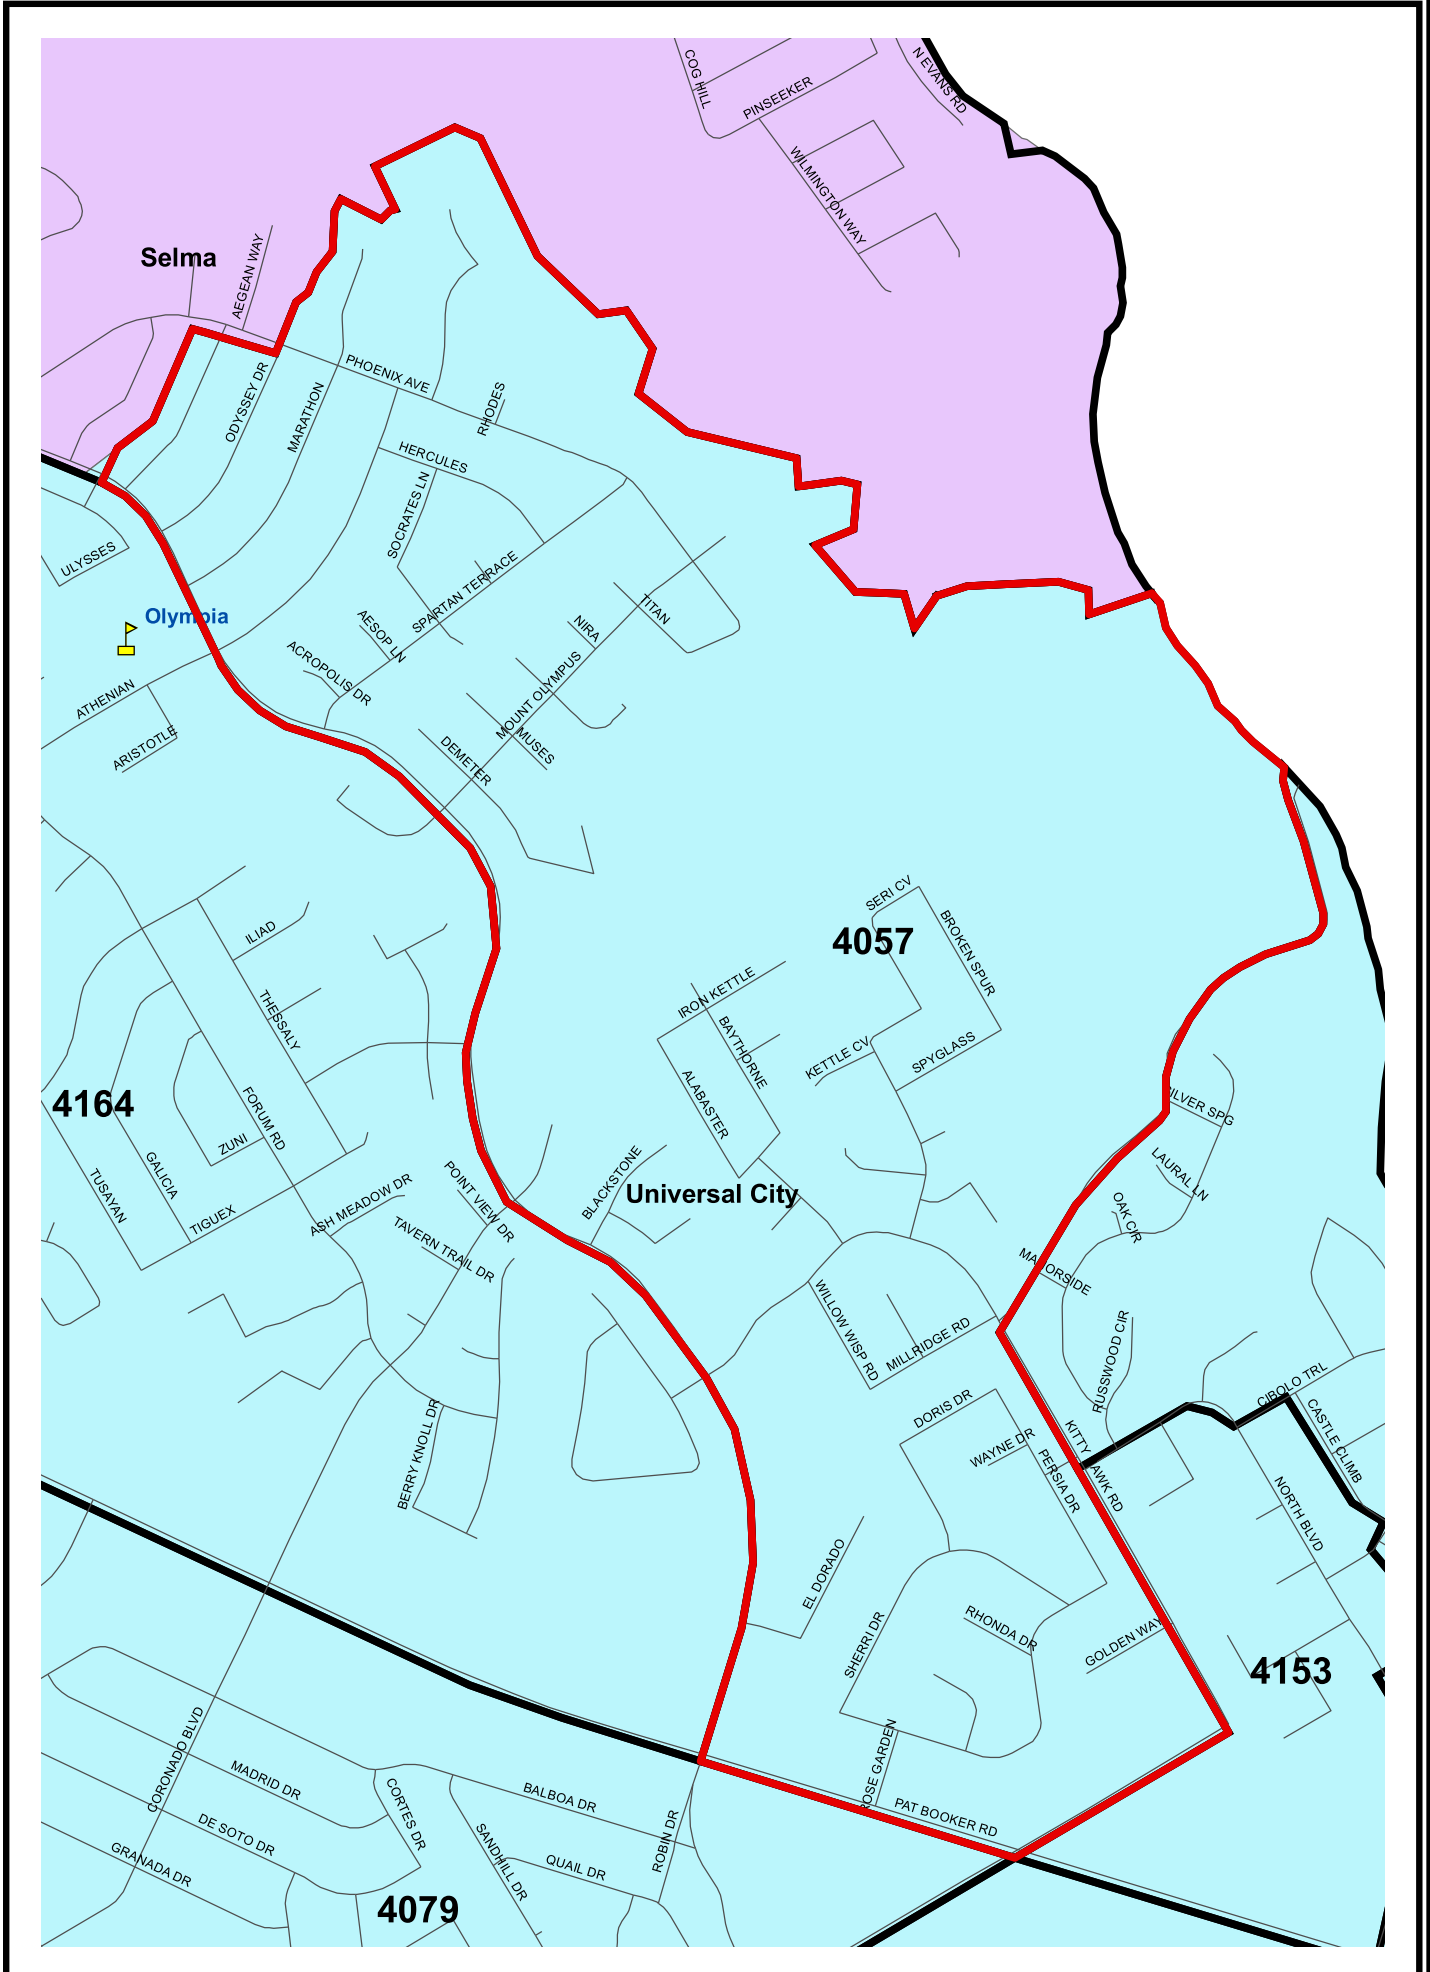 COG HILL
PINSEEKER
N EVANS RD
WILMINGTON WAY
Selma
AEGEAN WAY
PHOENIX AVE
ODYSSEY DR
MARATHON
RHODES
HERCULES
SOCRATES LN
ULYSSES
SPARTAN TERRACE
Olympia
AESOP LN
NIRA
TITAN
ACROPOLIS DR
ATHENIAN
MOUNT OLYMPUS
ARISTOTLE
MUSES
DEMETER
SERI CV
4057
BROKEN SPUR
ILIAD
IRON KETTLE
THESSALY
BAYTHORNE
KETTLE CV
SPYGLASS
4164
ALABASTER
FORUM RD
SILVER SPG
ZUNI
GALICIA
TUSAYAN
LAURAL LN
POINT VIEW DR
BLACKSTONE
Universal City
ASH MEADOW DR
TIGUEX
OAK CIR
TAVERN TRAIL DR
WILLOW WISP RD
MILLRIDGE RD
RUSSWOOD CIR
CIBOLO TRL
DORIS DR
CASTLE CLIMB
BERRY KNOLL DR
WAYNE DR
PERSIA DR
KITTY HAWK RD
NORTH BLVD
EL DORADO
SHERRI DR
RHONDA DR
GOLDEN WAY
4153
CORONADO BLVD
ROSE GARDEN
MADRID DR
CORTES DR
BALBOA DR
PAT BOOKER RD
DE SOTO DR
SANDHILL DR
ROBIN DR
GRANADA DR
QUAIL DR
4079